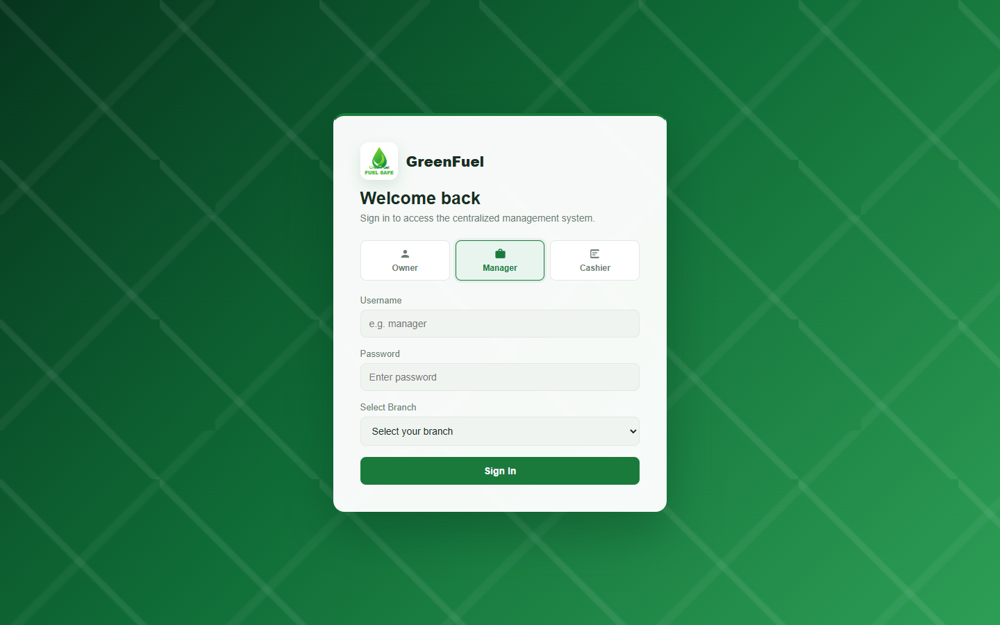 GreenFuel
FUEL SAFE
GreenFuel
Welcome back
Sign in to access the centralized management system.
Owner
Manager
Cashier
Username
e.g. manager
Password
Enter password
Select Branch
Select your branch
Sign In